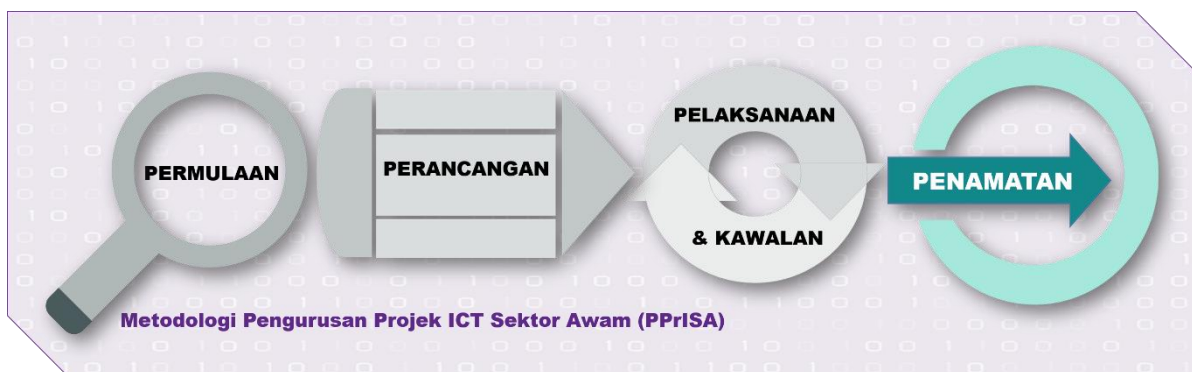 PERMULAAN
PERANCANGAN
PELAKSANAAN
& KAWALAN
PENAMATAN
Metodologi Pengurusan Projek ICT Sektor Awam (PPrISA)